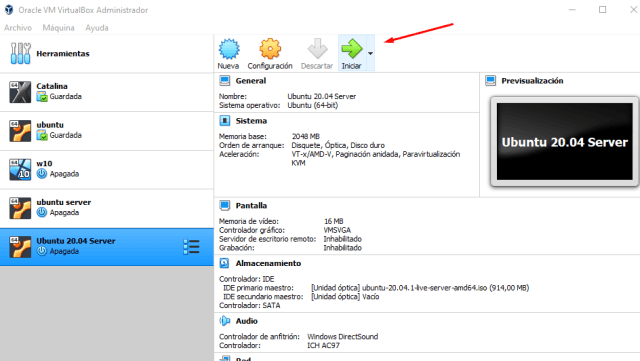 Oracle VM VirtualBox Administrador
Archivo Máquina Ayuda
Herramientas
Catalina
Guardada
ubuntu
Guardada
w10
Apagada
ubuntu server
Apagada
Ubuntu 20.04 Server
Apagada
Nueva Configuración Descartar Iniciar
General
Nombre: Ubuntu 20.04 Server
Sistema operativo: Ubuntu (64-bit)
Sistema
Memoria base: 2048 MB
Orden de arranque: Disquete, Óptica, Disco duro
Aceleración: VT-x/AMD-V, Paginación anidada, Paravirtualización
KVM
Previsualización
Ubuntu 20.04 Server
Pantalla
Memoria de vídeo: 16 MB
Controlador gráfico: VMSVGA
Servidor de escritorio remoto: Inhabilitado
Grabación: Inhabilitado
Almacenamiento
Controlador: IDE
IDE primario maestro: [Unidad óptica] ubuntu-20.04.1-live-server-amd64.iso (914,00 MB)
IDE secundario maestro: [Unidad óptica] Vacío
Controlador: SATA
Audio
Controlador de anfitrión: Windows DirectSound
Controlador: ICH AC97
Red